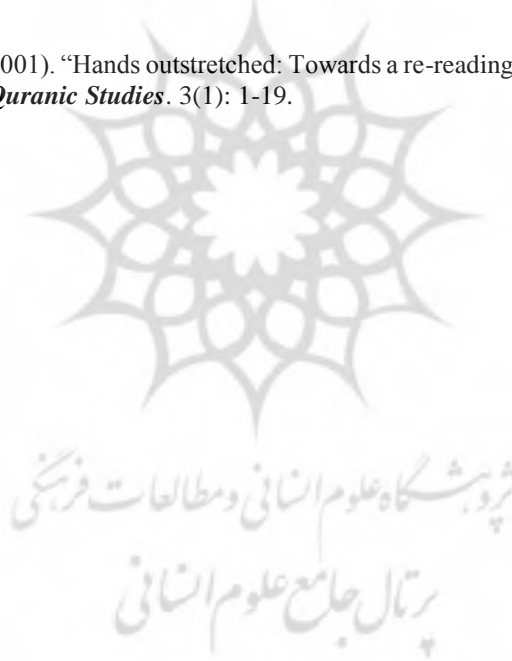 001). “Hands outstretched: Towards a re-reading
Quranic Studies. 3(1): 1-19.
پژوهشگاه علوم انسانی و مطالعات فرهنگی
پرتال جامع علوم انسانی